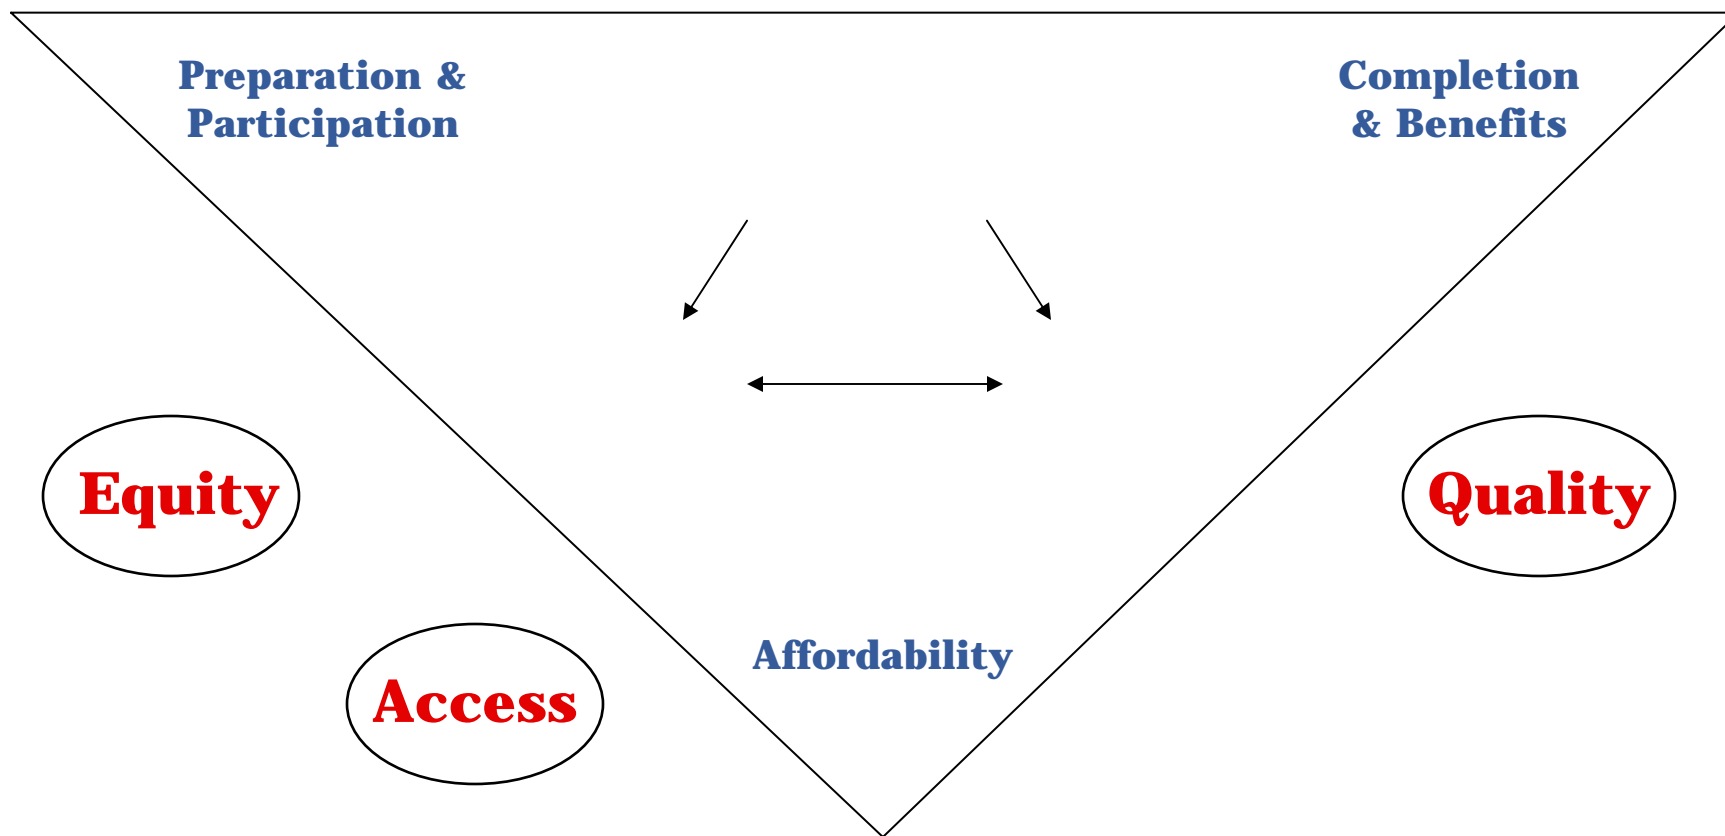 Preparation &
Participation
Completion
& Benefits
Equity
Quality
Affordability
Access